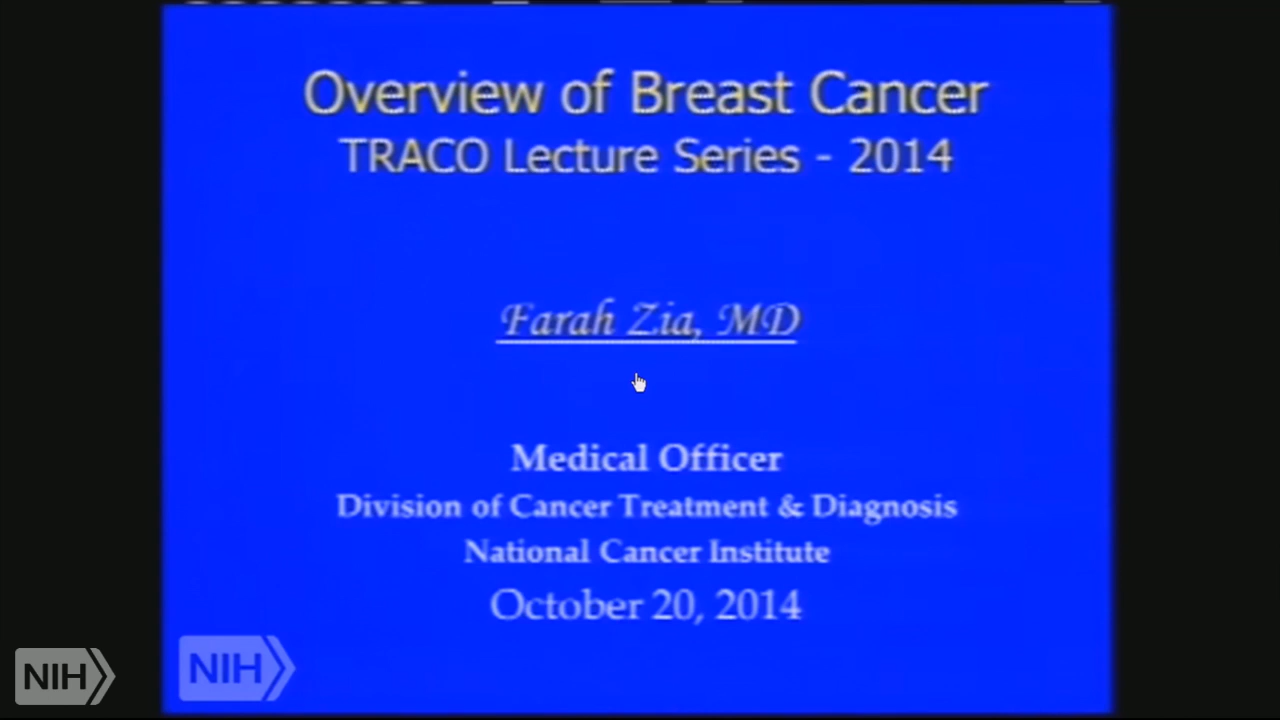 Overview of Breast Cancer
TRACO Lecture Series - 2014
Farah Zia, MD
Medical Officer
Division of Cancer Treatment & Diagnosis
National Cancer Institute
October 20, 2014
NIH
NIH